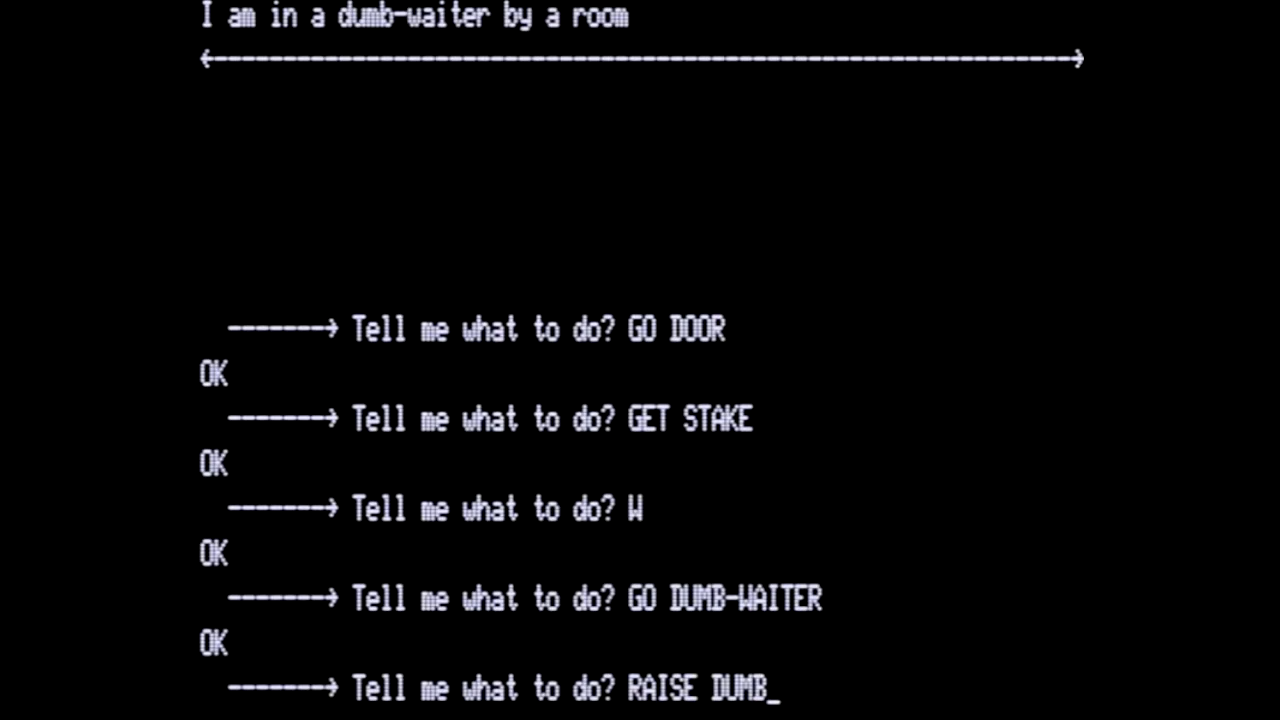 I am in a dumb-waiter by a room
<----------------------------------------------------------------> 
-------> Tell me what to do? GO DOOR
OK
-------> Tell me what to do? GET STAKE
OK
-------> Tell me what to do? W
OK
-------> Tell me what to do? GO DUMB-WAITER
OK
-------> Tell me what to do? RAISE DUMB_